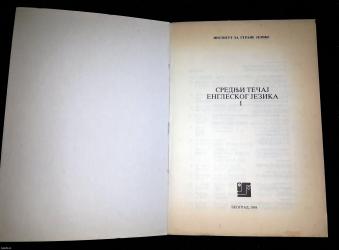 ИНСТИТУТ ЗА СТРАНЕ ЈЕЗИКЕ
СРЕДЊИ ТЕЧАЈ
ЕНГЛЕСКОГ ЈЕЗИКА
I
БЕОГРАД,